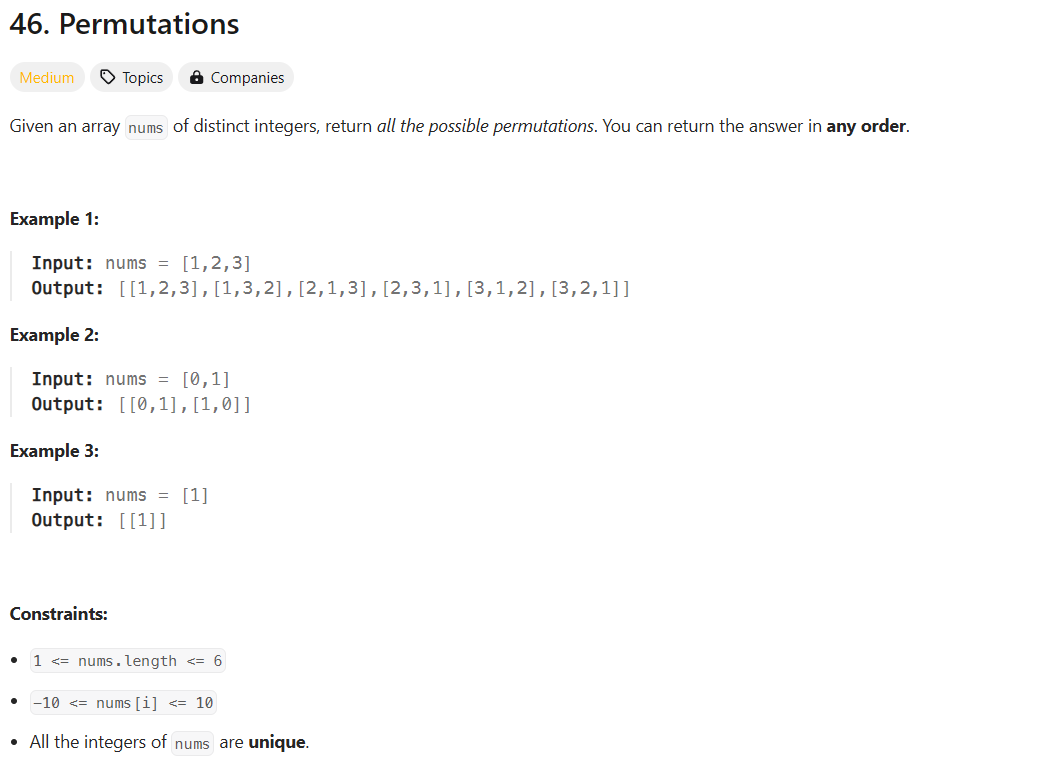 46. Permutations
Medium Topics Companies
Given an array nums of distinct integers, return all the possible permutations. You can return the answer in any order.
Example 1:
Input: nums = [1,2,3]
Output: [[1,2,3],[1,3,2],[2,1,3],[2,3,1],[3,1,2],[3,2,1]]
Example 2:
Input: nums = [0,1]
Output: [[0,1],[1,0]]
Example 3:
Input: nums = [1]
Output: [[1]]
Constraints:
• 1 <= nums.length <= 6
• -10 <= nums[i] <= 10
• All the integers of nums are unique.